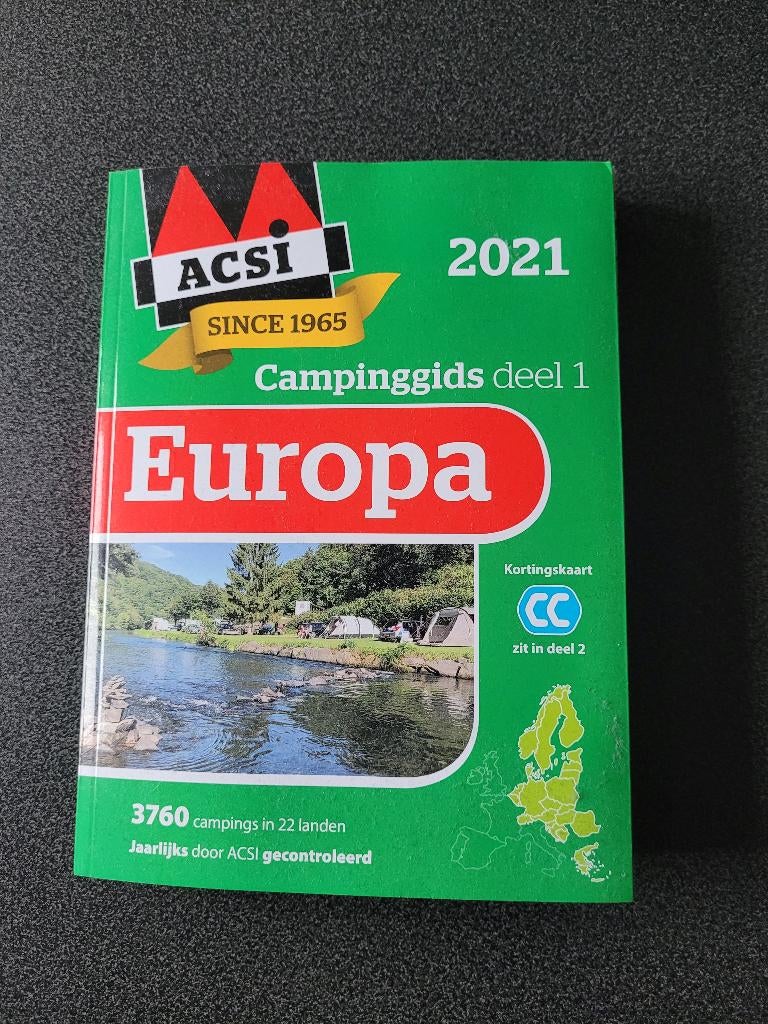 ACSI
SINCE 1965
2021
Campinggids deel 1
Europa
Kortingskaart
CC
zit in deel 2
3760 campings in 22 landen
Jaarlijks door ACSI gecontroleerd